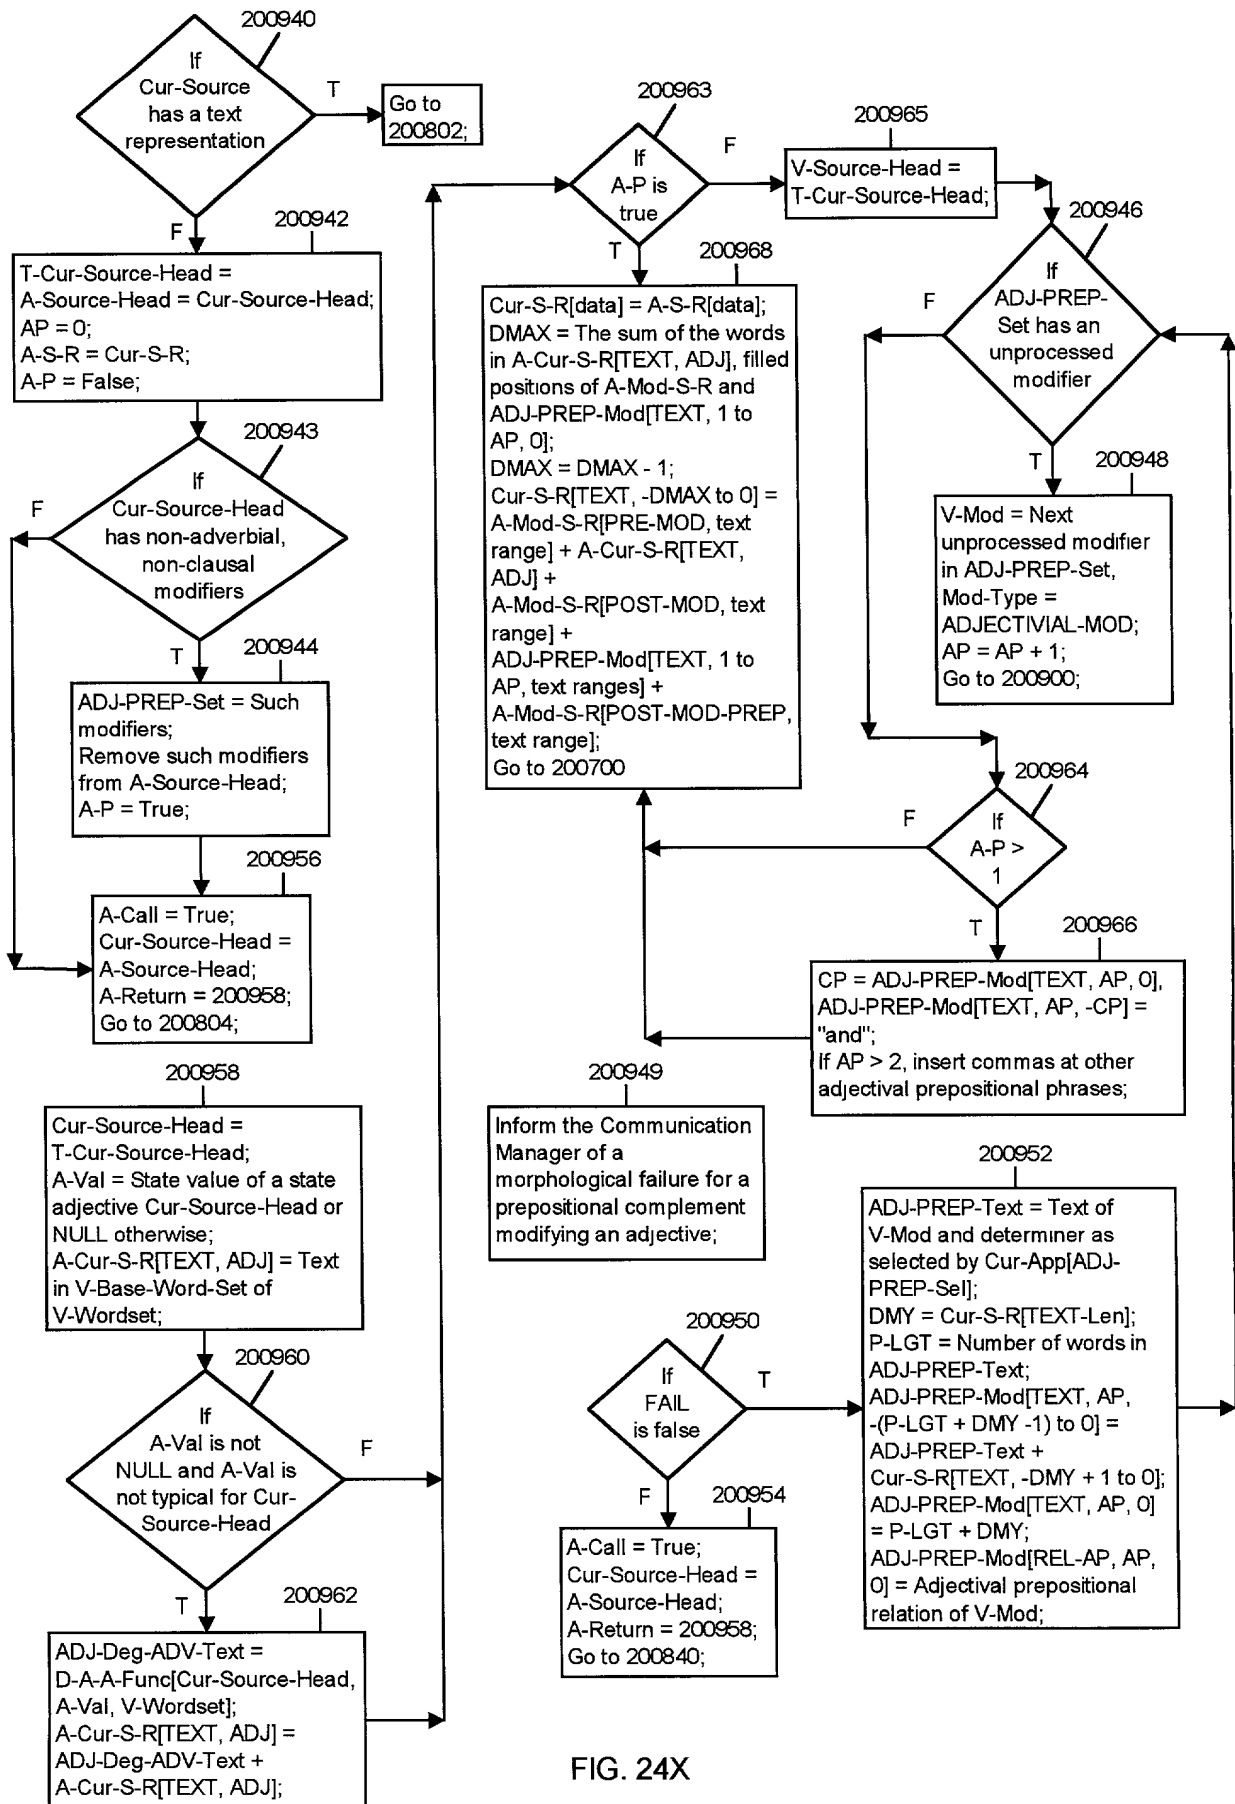 200940
If
Cur-Source
has a text
representation
T
Go to
200802;
F
200942
T-Cur-Source-Head =
A-Source-Head = Cur-Source-Head;
AP = 0;
A-S-R = Cur-S-R;
A-P = False;
200943
If
Cur-Source-Head
has non-adverbial,
non-clausal
modifiers
F
T
200944
ADJ-PREP-Set = Such
modifiers;
Remove such modifiers
from A-Source-Head;
A-P = True;
200956
A-Call = True;
Cur-Source-Head =
A-Source-Head;
A-Return = 200958;
Go to 200804;
200958
Cur-Source-Head =
T-Cur-Source-Head;
A-Val = State value of a state
adjective Cur-Source-Head or
NULL otherwise;
A-Cur-S-R[TEXT, ADJ] = Text
in V-Base-Word-Set of
V-Wordset;
200960
If
A-Val is not
NULL and A-Val is
not typical for Cur-
Source-Head
F
T
200962
ADJ-Deg-ADV-Text =
D-A-A-Func[Cur-Source-Head,
A-Val, V-Wordset];
A-Cur-S-R[TEXT, ADJ] =
ADJ-Deg-ADV-Text +
A-Cur-S-R[TEXT, ADJ];
200963
If
A-P is
true
F
T
200965
V-Source-Head =
T-Cur-Source-Head;
200968
Cur-S-R[data] = A-S-R[data];
DMAX = The sum of the words
in A-Cur-S-R[TEXT, ADJ], filled
positions of A-Mod-S-R and
ADJ-PREP-Mod[TEXT, 1 to
AP, 0];
DMAX = DMAX - 1;
Cur-S-R[TEXT, -DMAX to 0] =
A-Mod-S-R[PRE-MOD, text
range] + A-Cur-S-R[TEXT,
ADJ] +
A-Mod-S-R[POST-MOD, text
range] +
ADJ-PREP-Mod[TEXT, 1 to
AP, text ranges] +
A-Mod-S-R[POST-MOD-PREP,
text range];
Go to 200700
200946
If
ADJ-PREP-
Set has an
unprocessed
modifier
F
T
200948
V-Mod = Next
unprocessed modifier
in ADJ-PREP-Set,
Mod-Type =
ADJECTIVIAL-MOD;
AP = AP + 1;
Go to 200900;
200964
If
A-P >
1
F
T
200966
CP = ADJ-PREP-Mod[TEXT, AP, 0],
ADJ-PREP-Mod[TEXT, AP, -CP] =
"and";
If AP > 2, insert commas at other
adjectival prepositional phrases;
200949
Inform the Communication
Manager of a
morphological failure for a
prepositional complement
modifying an adjective;
200950
If
FAIL
is false
T
F
200952
ADJ-PREP-Text = Text of
V-Mod and determiner as
selected by Cur-App[ADJ-
PREP-Sel];
DMY = Cur-S-R[TEXT-Len];
P-LGT = Number of words in
ADJ-PREP-Text;
ADJ-PREP-Mod[TEXT, AP,
-(P-LGT + DMY -1) to 0] =
ADJ-PREP-Text +
Cur-S-R[TEXT, -DMY + 1 to 0];
ADJ-PREP-Mod[TEXT, AP, 0]
= P-LGT + DMY;
ADJ-PREP-Mod[REL-AP, AP,
0] = Adjectival prepositional
relation of V-Mod;
200954
A-Call = True;
Cur-Source-Head =
A-Source-Head;
A-Return = 200958;
Go to 200840;
FIG. 24X